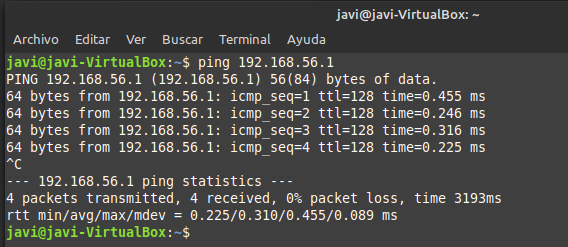 javi@javi-VirtualBox: ~
Archivo Editar Ver Buscar Terminal Ayuda
javi@javi-VirtualBox:~$ ping 192.168.56.1
PING 192.168.56.1 (192.168.56.1) 56(84) bytes of data.
64 bytes from 192.168.56.1: icmp_seq=1 ttl=128 time=0.455 ms
64 bytes from 192.168.56.1: icmp_seq=2 ttl=128 time=0.246 ms
64 bytes from 192.168.56.1: icmp_seq=3 ttl=128 time=0.316 ms
64 bytes from 192.168.56.1: icmp_seq=4 ttl=128 time=0.225 ms
^C
--- 192.168.56.1 ping statistics ---
4 packets transmitted, 4 received, 0% packet loss, time 3193ms
rtt min/avg/max/mdev = 0.225/0.310/0.455/0.089 ms
javi@javi-VirtualBox:~$